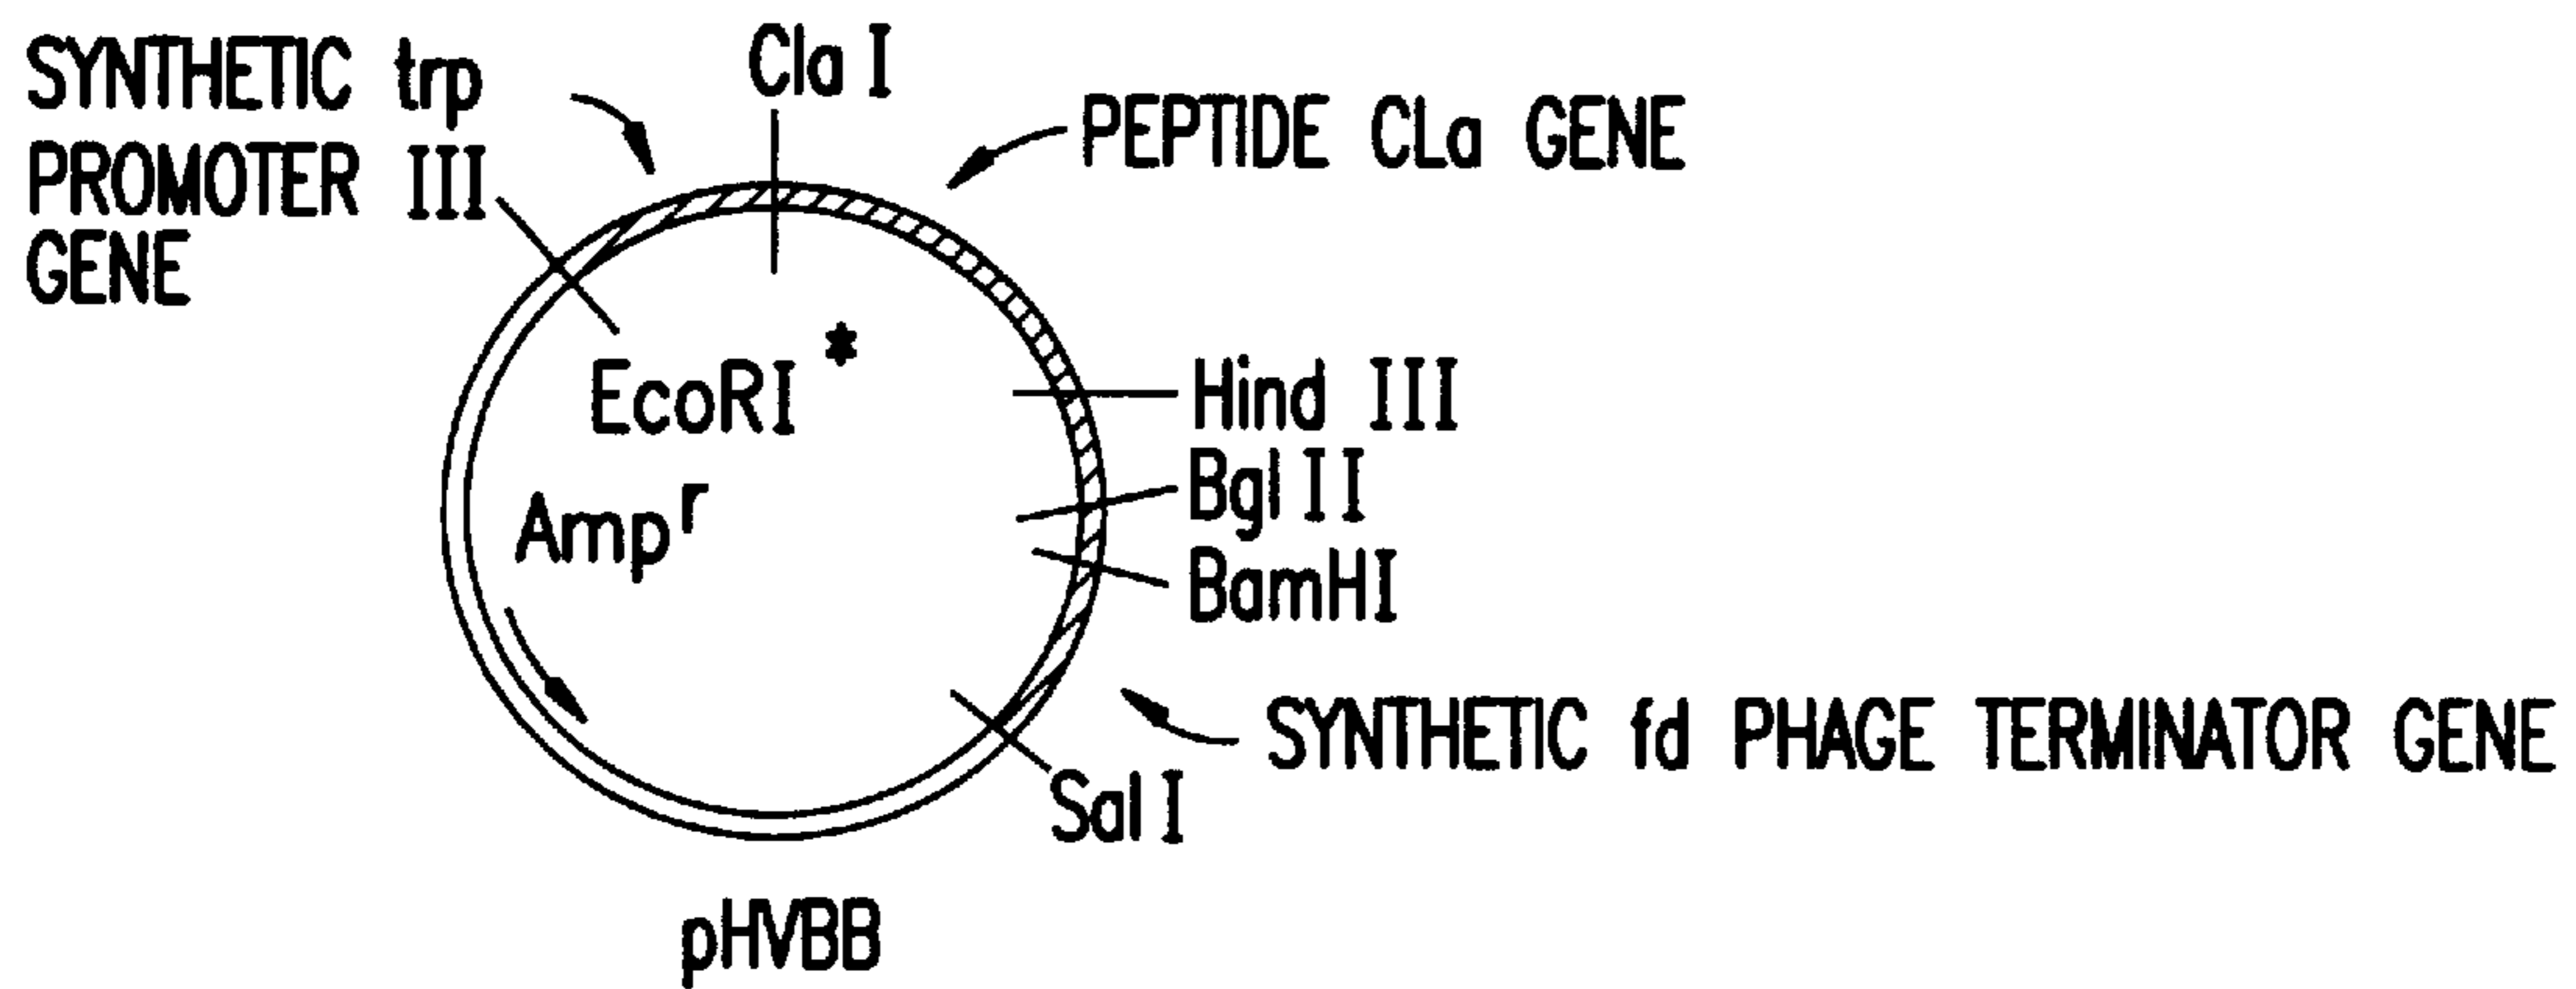 SYNTHETIC trp
PROMOTER III
GENE
Cla I
PEPTIDE CLa GENE
EcoRI *
Amp r
Hind III
Bgl II
BamHI
SYNTHETIC fd PHAGE TERMINATOR GENE
Sal I
pHVBB